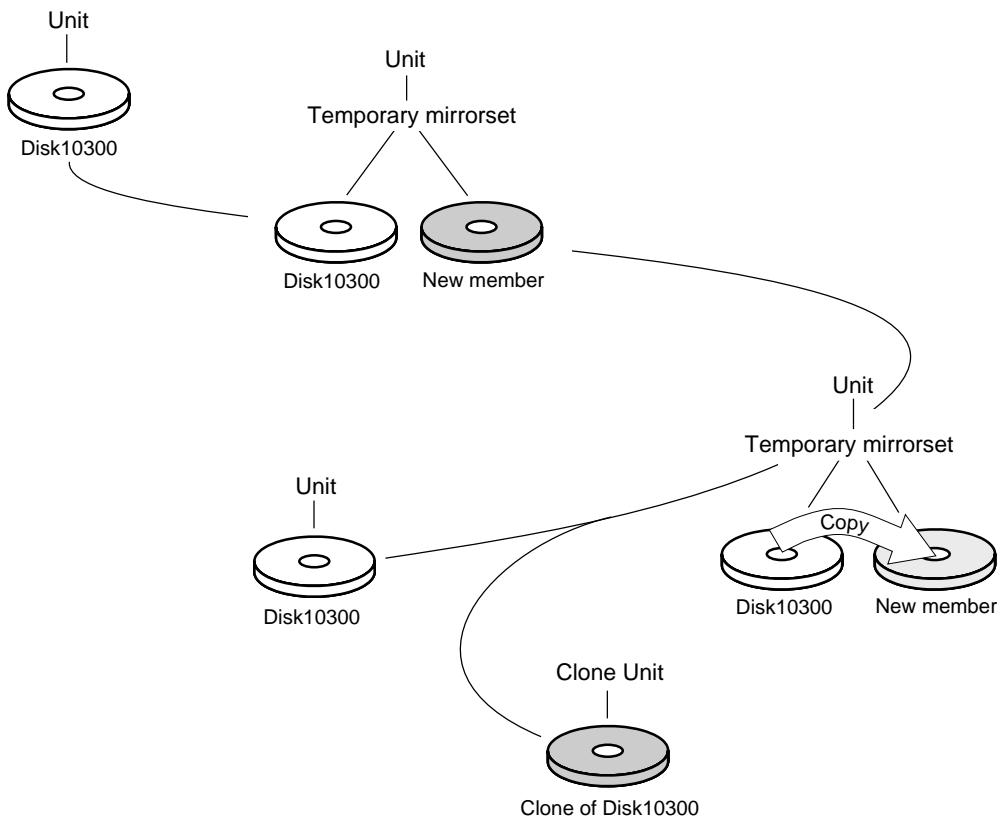 Unit
Disk10300
Unit
Temporary mirrorset
Disk10300
New member
Unit
Temporary mirrorset
Copy
Disk10300
New member
Unit
Disk10300
Clone Unit
Clone of Disk10300